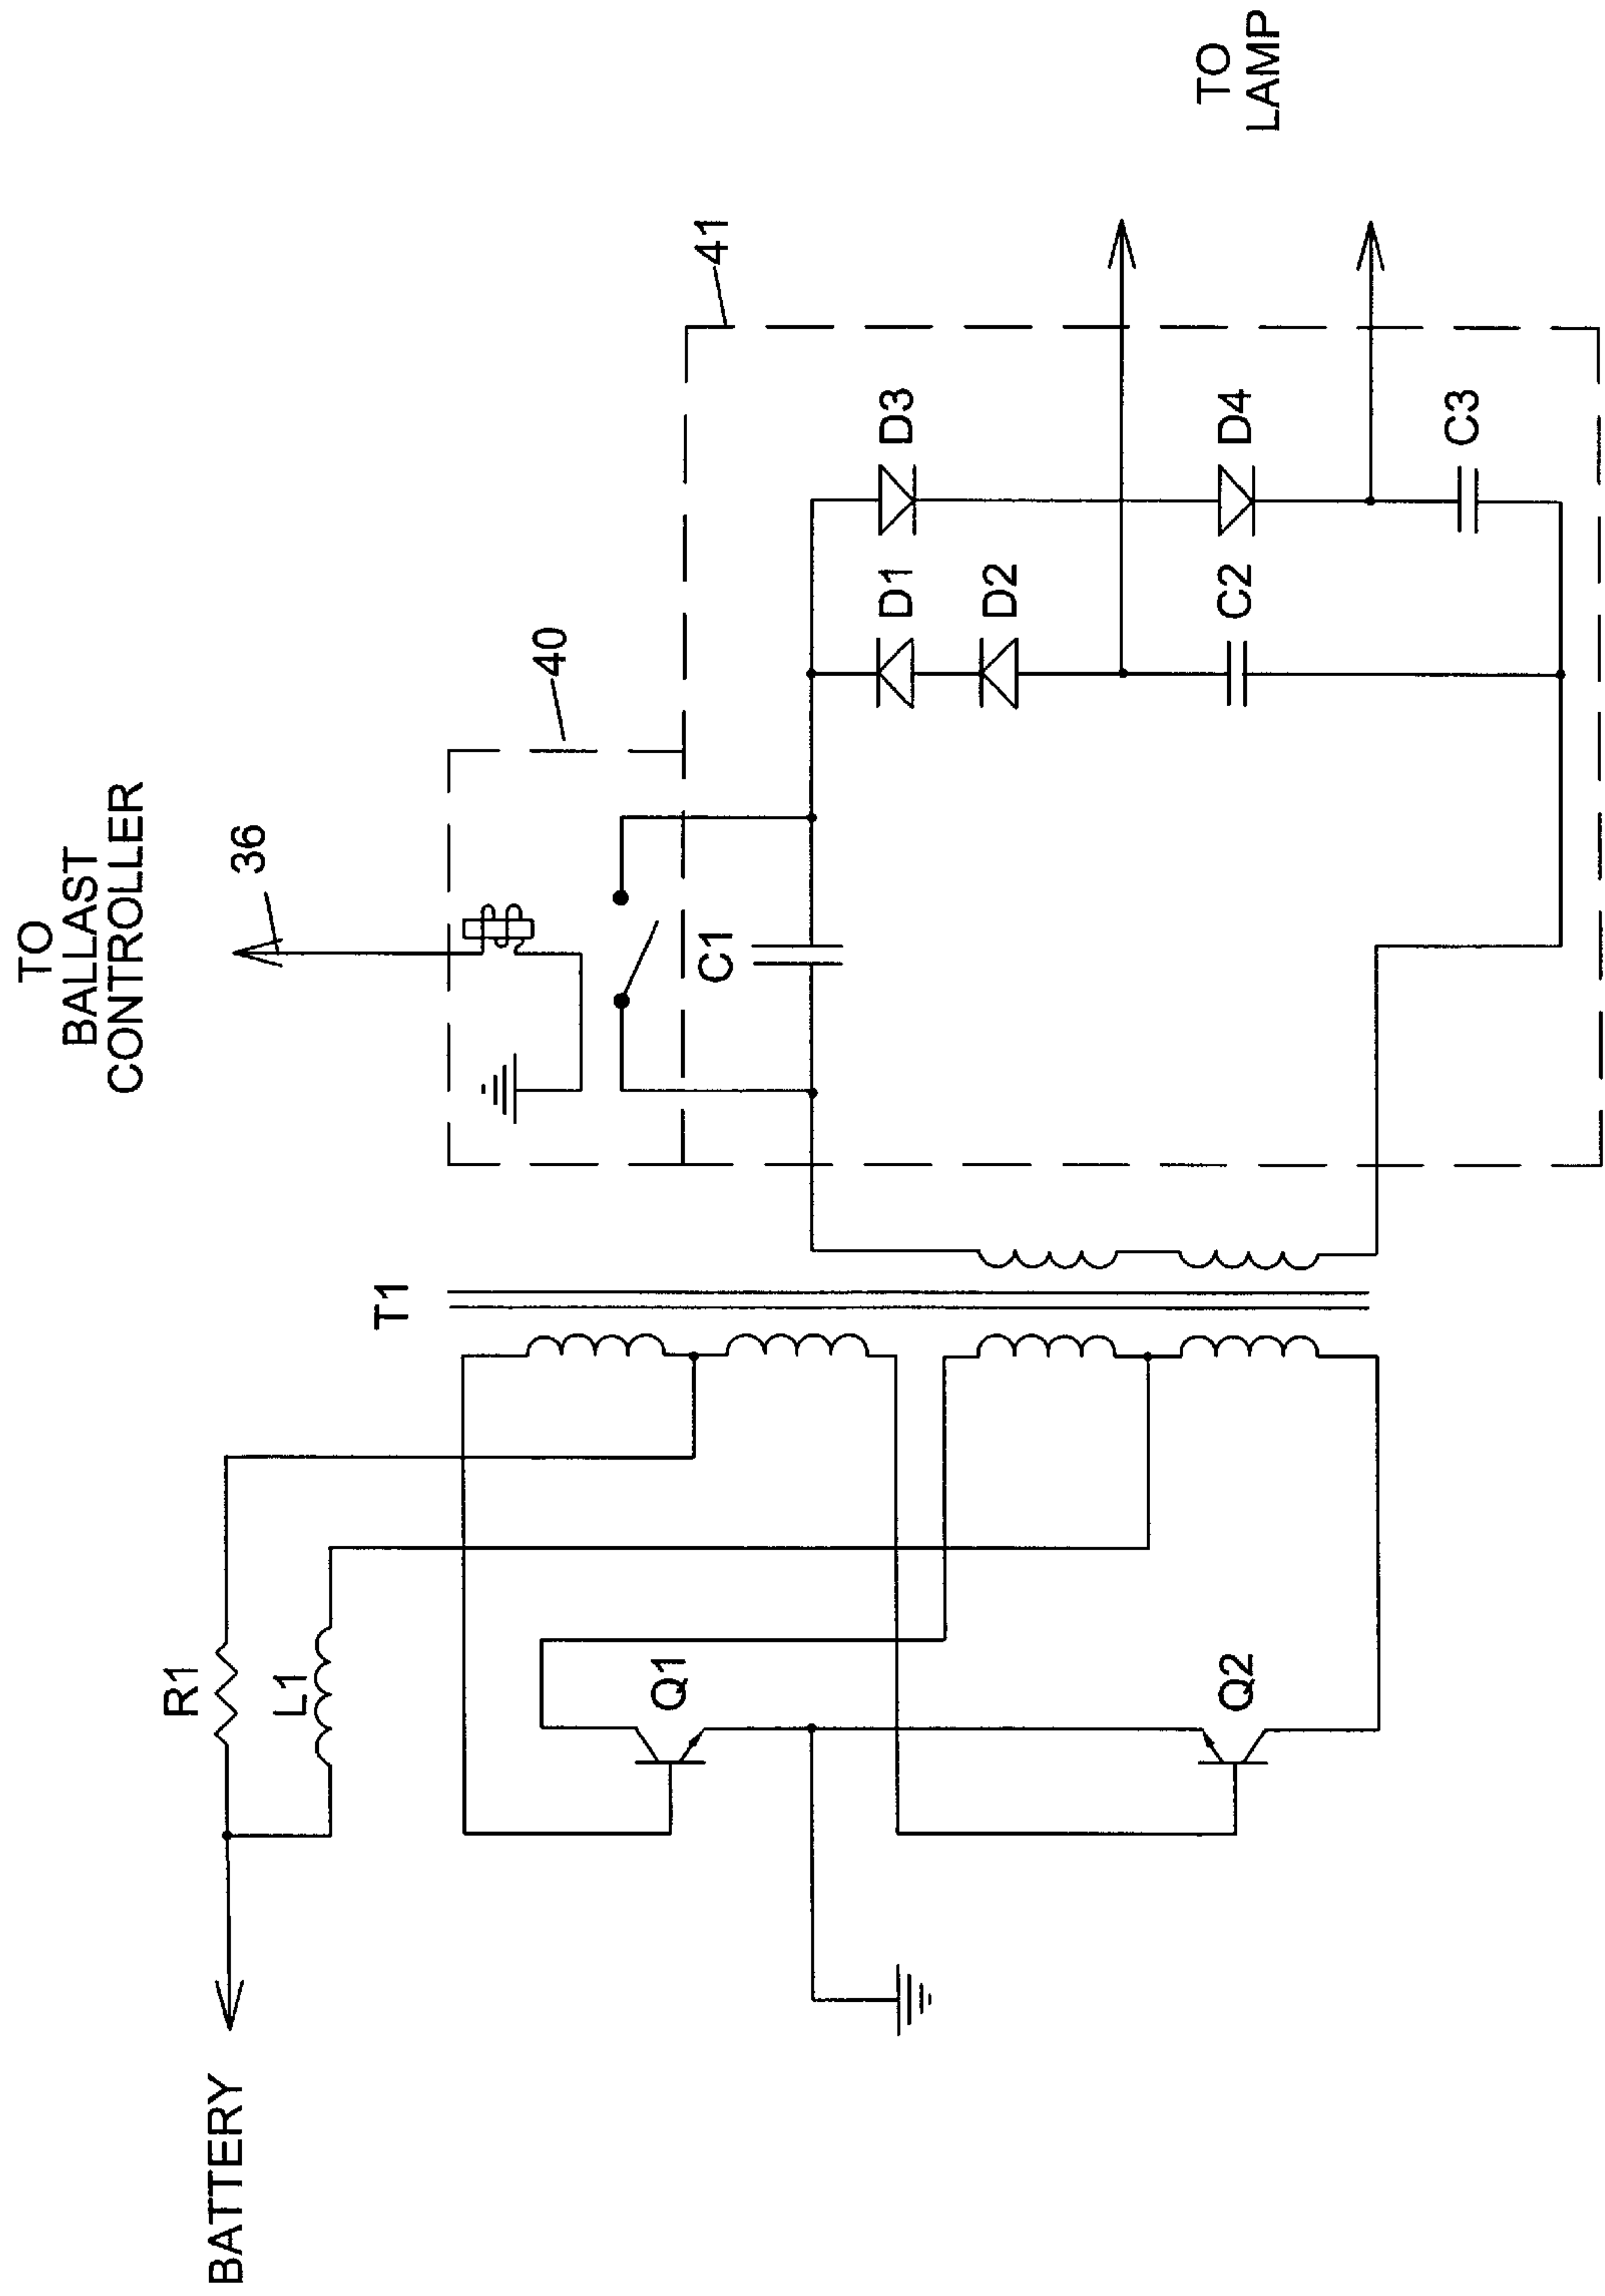 TO
BALLAST
CONTROLLER
36
40
41
TO
LAMP
R1
L1
T1
C1
D1
D2
D3
D4
C2
C3
Q1
Q2
BATTERY